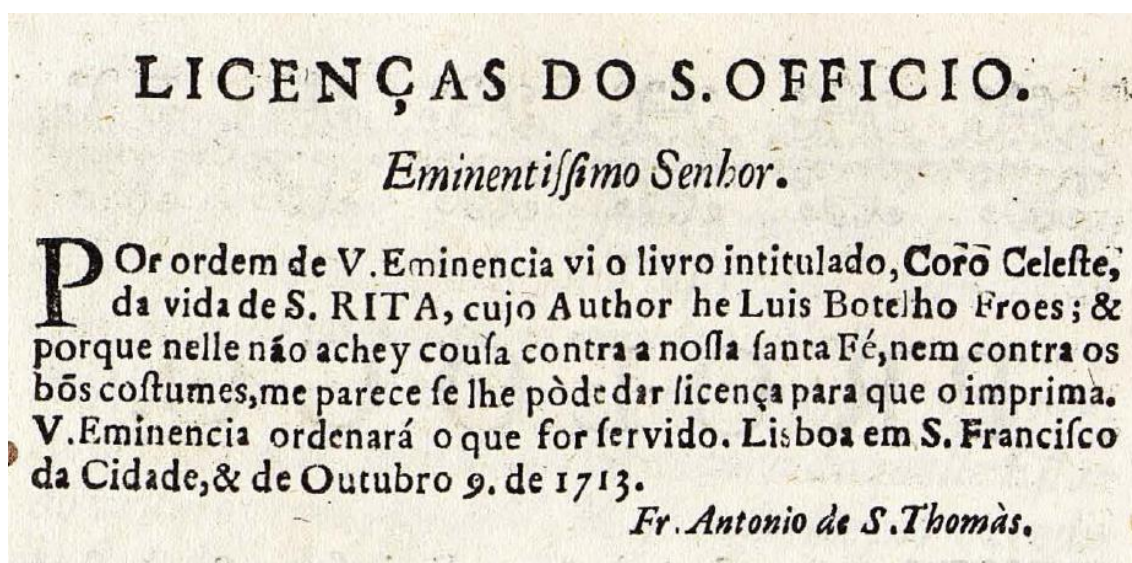 LICENÇAS DO S. OFFICIO.
Eminentiſſimo Senhor.
POr ordem de V. Eminencia vi o livro intitulado, Coro͂ Celeſte,
da vida de S. RITA, cujo Author he Luis Botelho Froes; &
porque nelle não achey couſa contra a noſſa ſanta Fé, nem contra os
bõs coſtumes, me parece ſe lhe pòde dar licença para que o imprima.
V. Eminencia ordenará o que for ſervido. Lisboa em S. Franciſco
da Cidade, & de Outubro 9. de 1713.
Fr. Antonio de S. Thomàs.